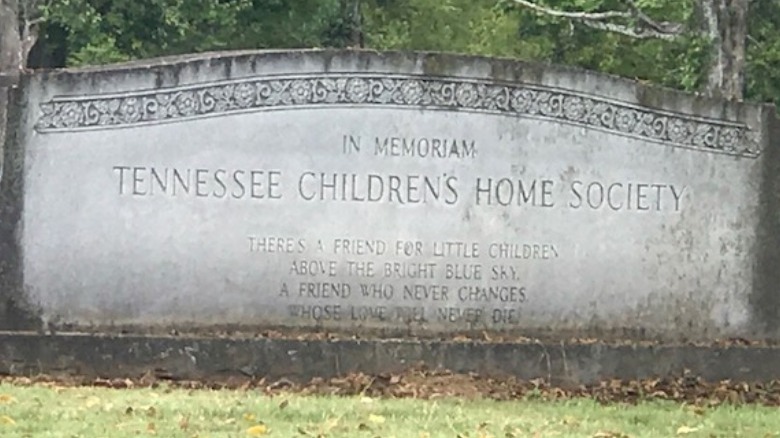 IN MEMORIAM
TENNESSEE CHILDREN'S HOME SOCIETY
THERE'S A FRIEND FOR LITTLE CHILDREN
ABOVE THE BRIGHT BLUE SKY,
A FRIEND WHO NEVER CHANGES,
WHOSE LOVE WILL NEVER DIE.